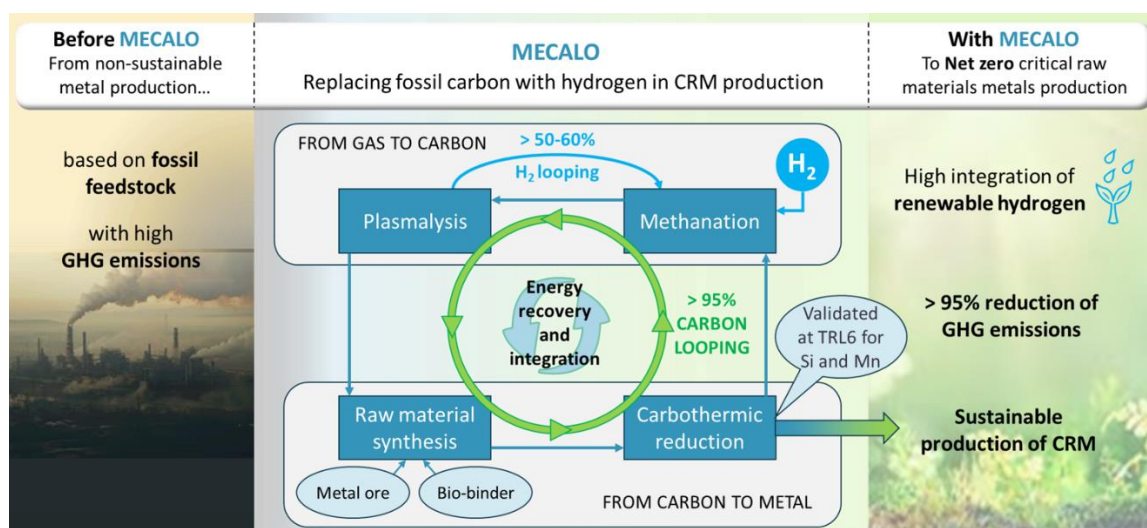 Before MECALO
From non-sustainable
metal production...
MECALO
Replacing fossil carbon with hydrogen in CRM production
With MECALO
To Net zero critical raw
materials metals production
based on fossil
feedstock
with high
GHG emissions
FROM GAS TO CARBON
> 50-60%
H₂ looping
H₂
Plasmalysis
Methanation
Energy
recovery
and
integration
> 95%
CARBON
LOOPING
Validated
at TRL6 for
Si and Mn
Raw material
synthesis
Carbothermic
reduction
Metal ore
Bio-binder
FROM CARBON TO METAL
High integration of
renewable hydrogen
> 95% reduction of
GHG emissions
Sustainable
production of CRM